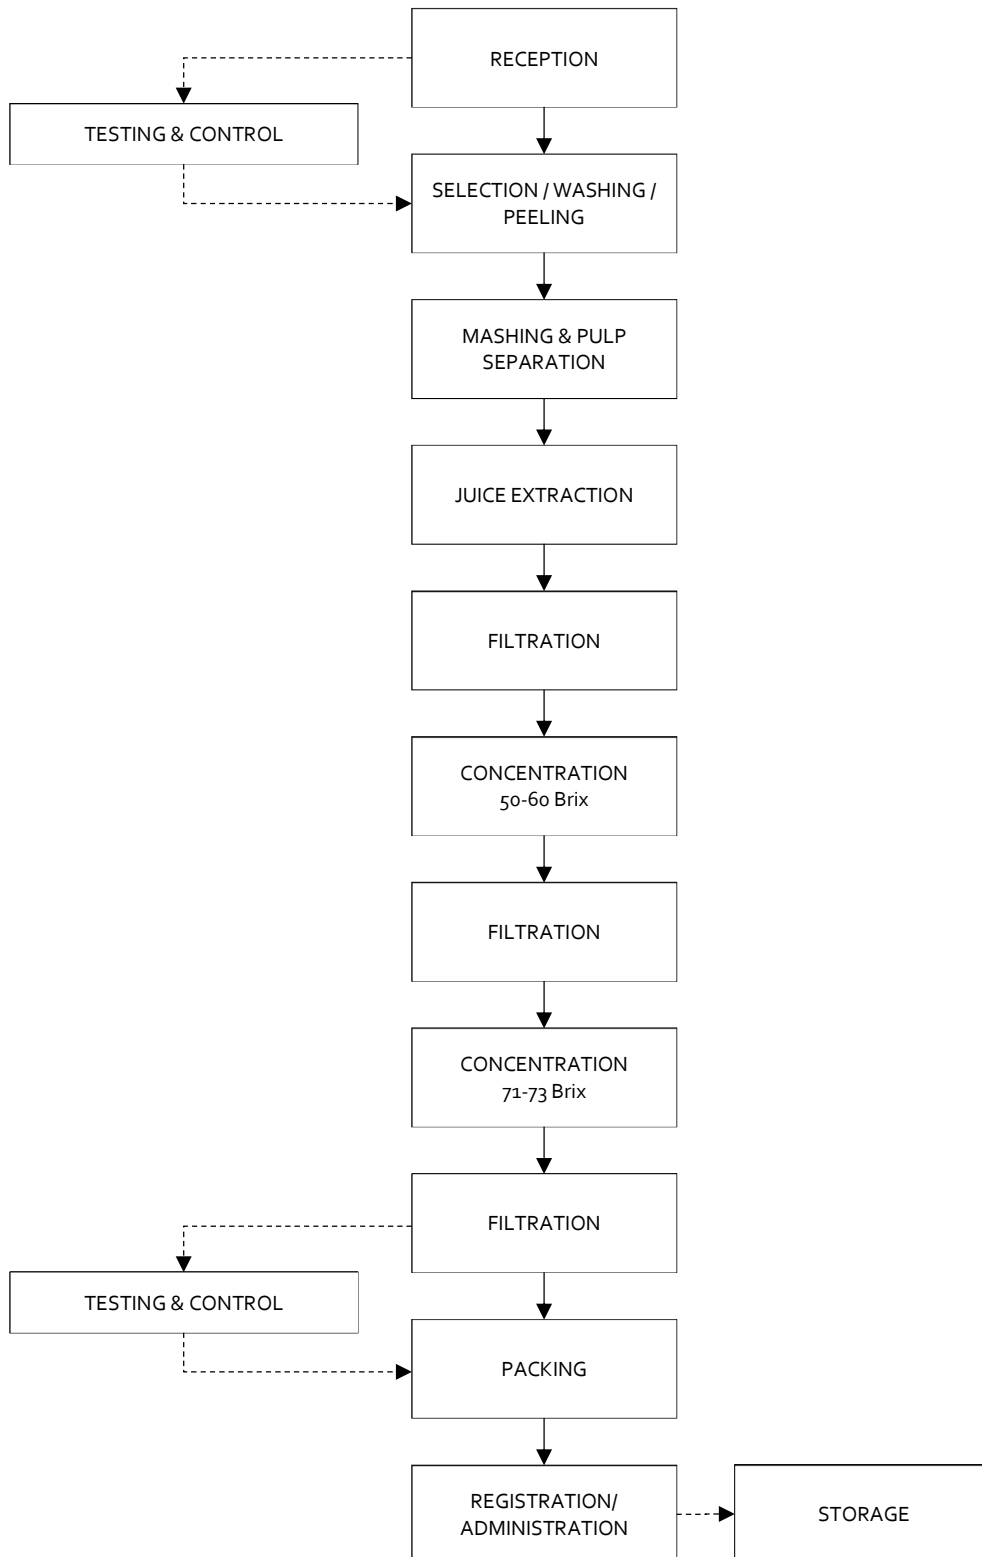 RECEPTION
TESTING & CONTROL
SELECTION / WASHING /
PEELING
MASHING & PULP
SEPARATION
JUICE EXTRACTION
FILTRATION
CONCENTRATION
50-60 Brix
FILTRATION
CONCENTRATION
71-73 Brix
FILTRATION
TESTING & CONTROL
PACKING
REGISTRATION/
ADMINISTRATION
STORAGE